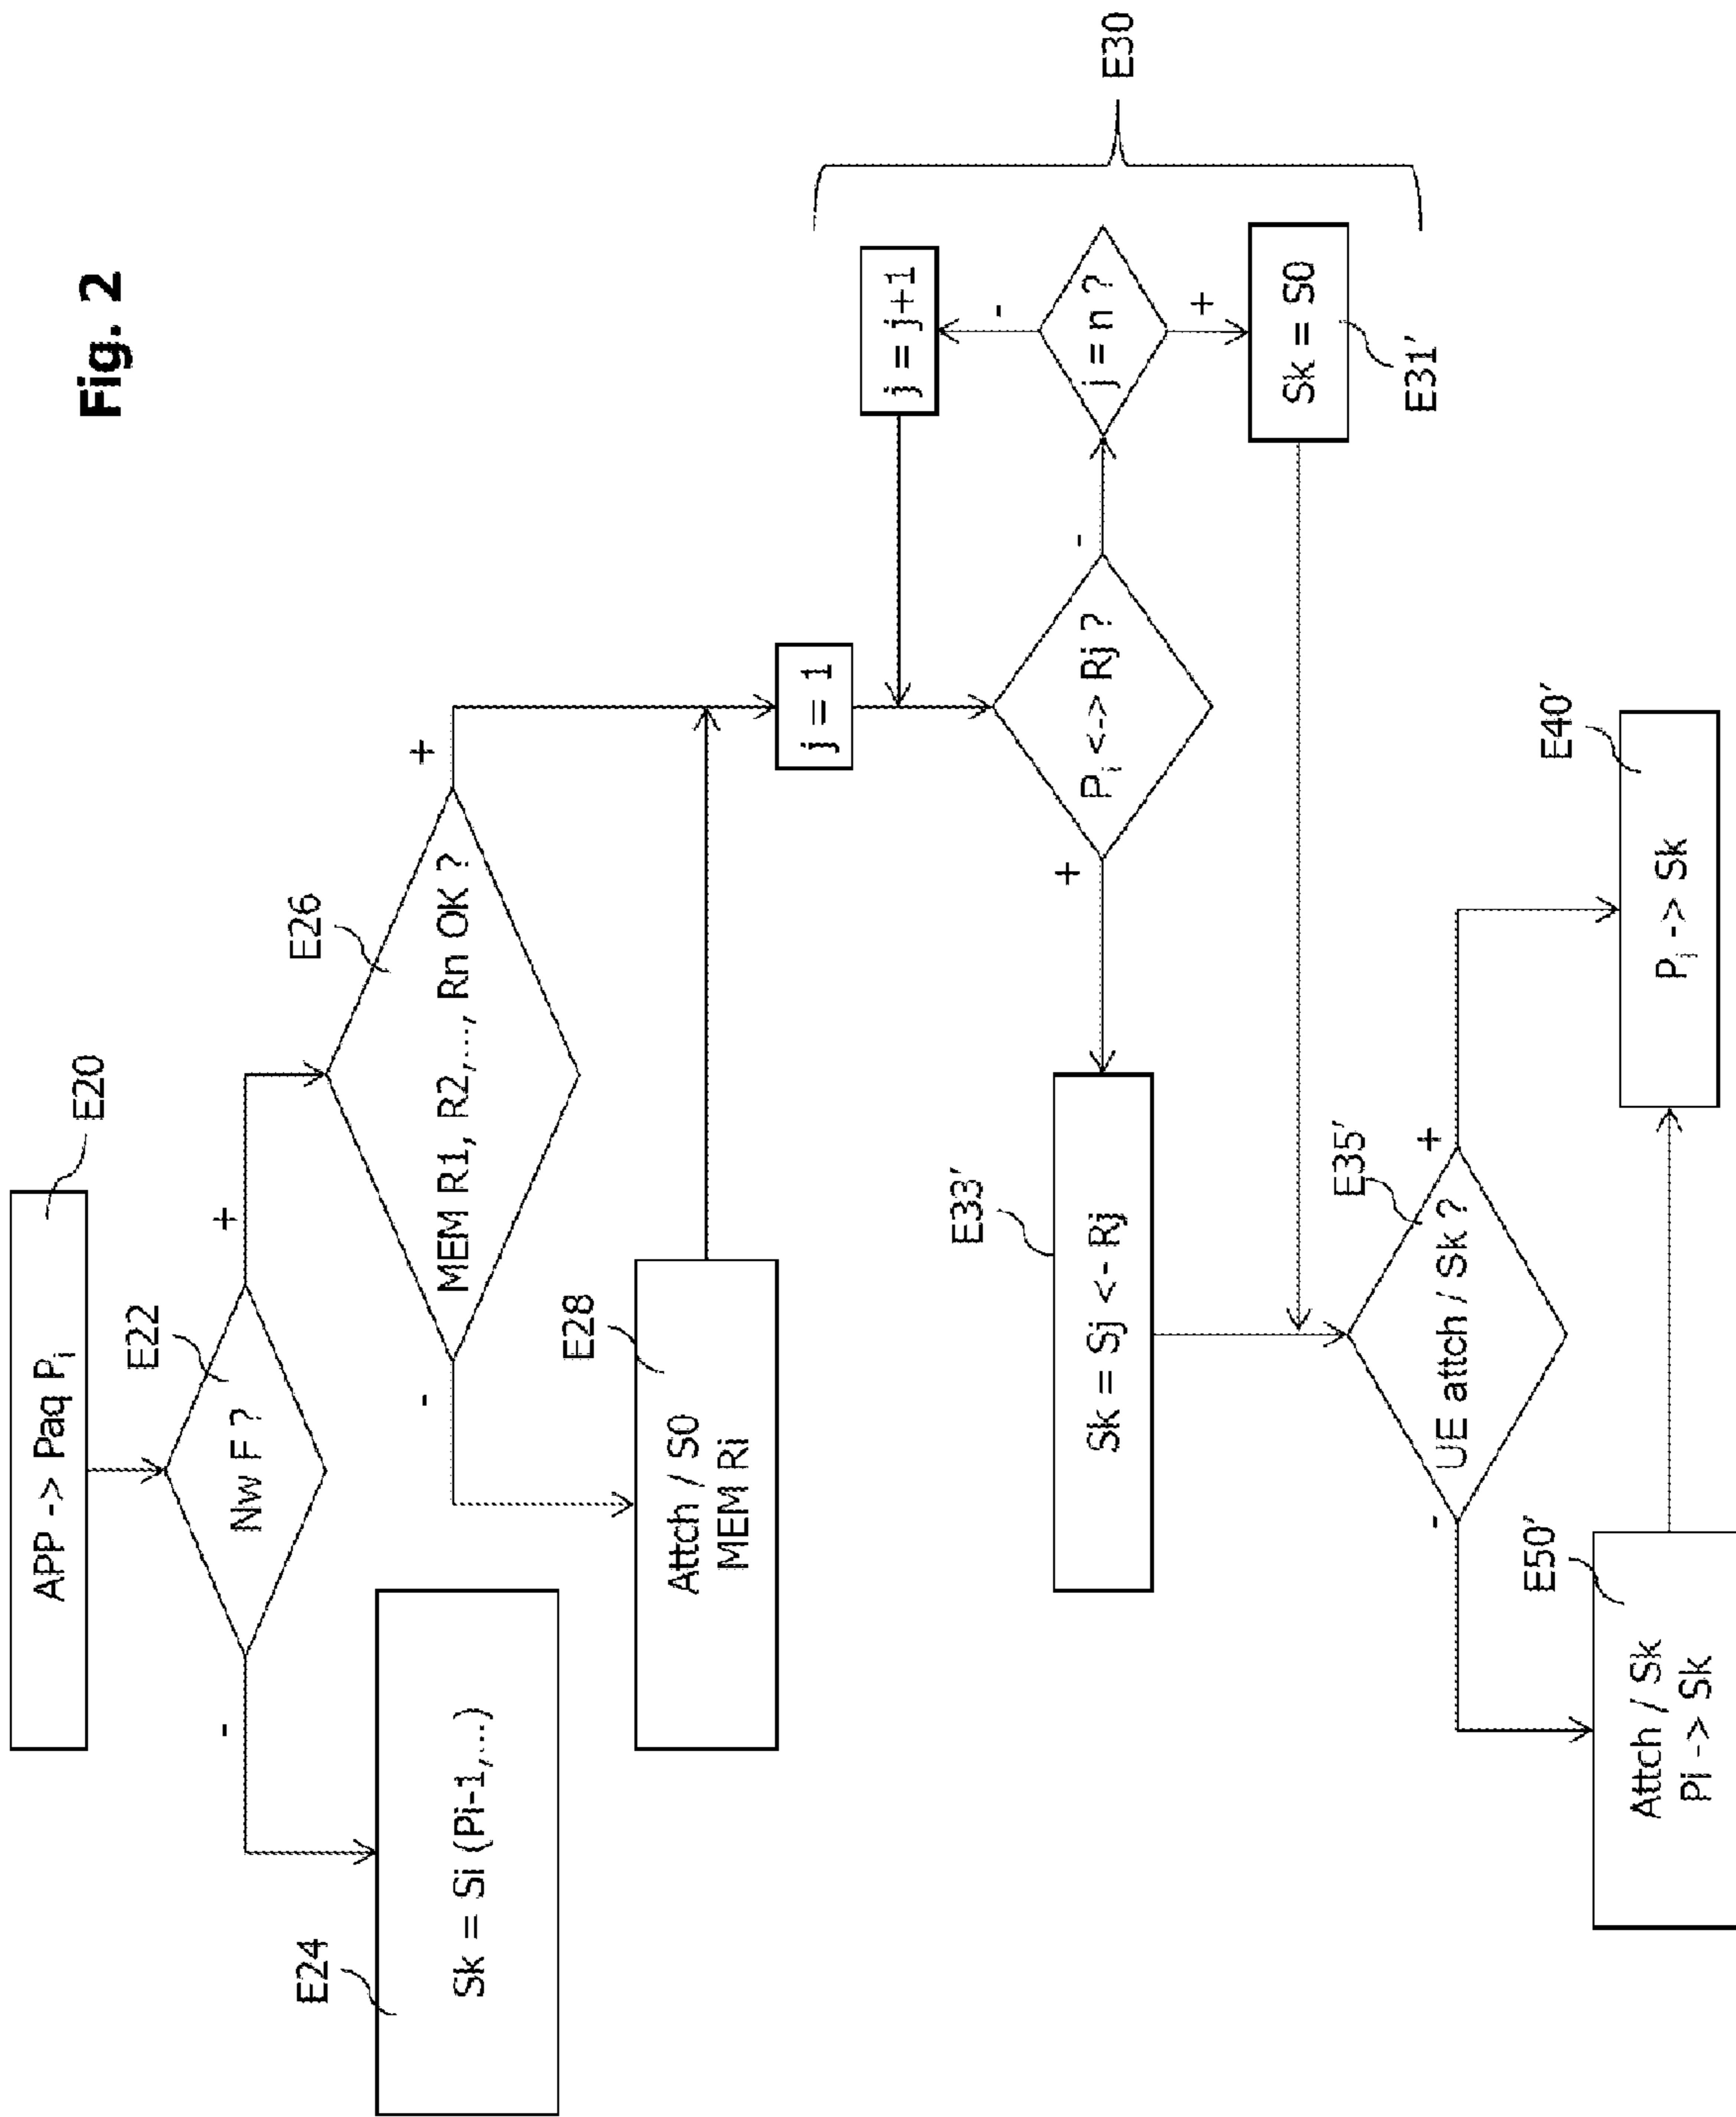 Fig. 2
APP -> Paq Pi
E20
Nw F ?
E22
-
+
Sk = Si (Pi-1,...)
E24
MEM R1, R2,..., Rn OK ?
E26
-
+
Attch / S0
MEM Ri
E28
j = 1
j = j+1
Pi <-> Rj ?
+
-
j = n ?
-
+
E30
Sk = S0
E31'
Sk = Sj <- Rj
E33'
UE attch / Sk ?
E35'
-
+
Attch / Sk
Pi -> Sk
E50'
Pi -> Sk
E40'